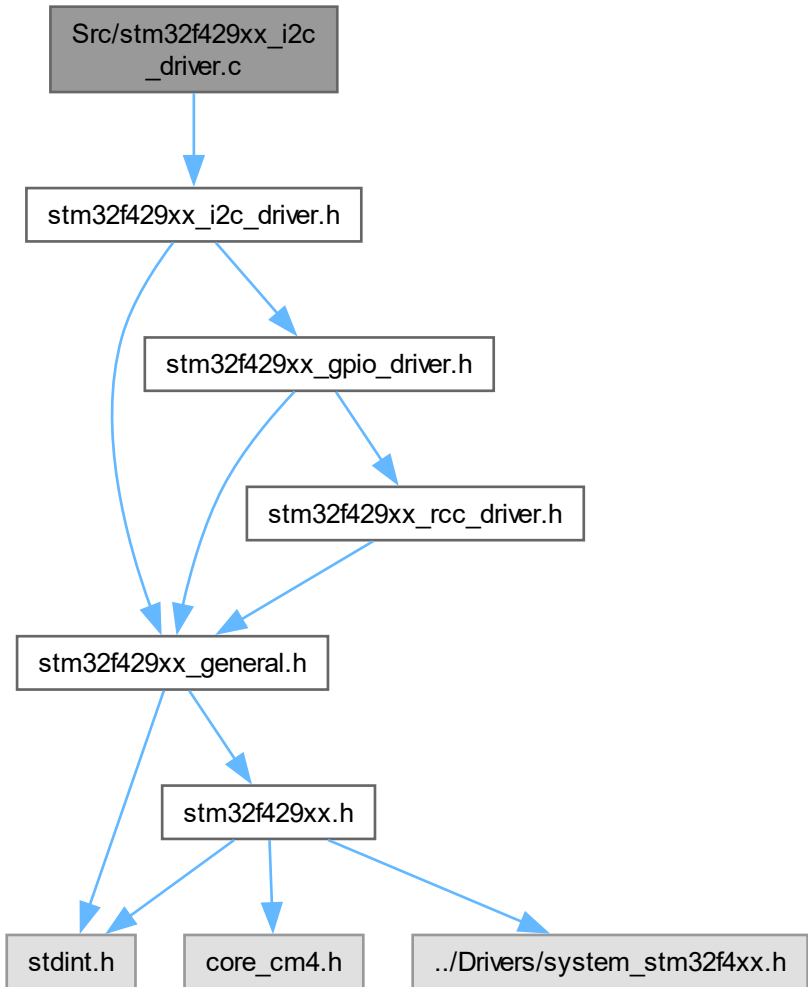 Src/stm32f429xx_i2c
_driver.c
stm32f429xx_i2c_driver.h
stm32f429xx_gpio_driver.h
stm32f429xx_rcc_driver.h
stm32f429xx_general.h
stm32f429xx.h
stdint.h
core_cm4.h
../Drivers/system_stm32f4xx.h